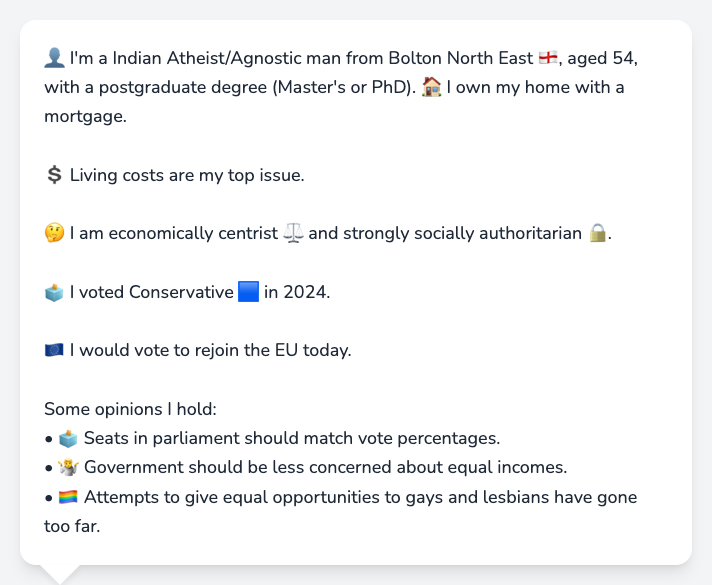 👤 I'm a Indian Atheist/Agnostic man from Bolton North East 🏴󠁧󠁢󠁥󠁮󠁧󠁿, aged 54,
with a postgraduate degree (Master's or PhD). 🏠 I own my home with a
mortgage.
💲 Living costs are my top issue.
🤔 I am economically centrist ⚖️ and strongly socially authoritarian 🔒.
🗳️ I voted Conservative 🟦 in 2024.
🇪🇺 I would vote to rejoin the EU today.
Some opinions I hold:
• 🗳️ Seats in parliament should match vote percentages.
• 🤷 Government should be less concerned about equal incomes.
• 🏳️‍🌈 Attempts to give equal opportunities to gays and lesbians have gone
too far.